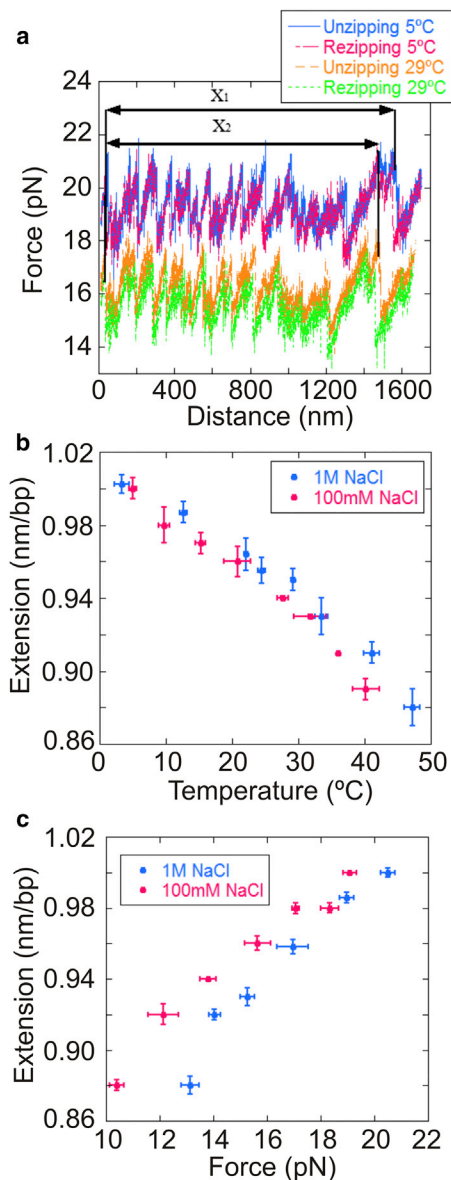 a
Unzipping 5ºC
Rezipping 5ºC
Unzipping 29ºC
Rezipping 29ºC
X1
X2
24
22
20
18
16
14
Force (pN)
0 400 800 1200 1600
Distance (nm)
b
1M NaCl
100mM NaCl
1.02
0.98
0.94
0.90
0.86
Extension (nm/bp)
0 10 20 30 40 50
Temperature (ºC)
c
1M NaCl
100mM NaCl
1.02
0.98
0.94
0.90
0.86
Extension (nm/bp)
10 12 14 16 18 20 22
Force (pN)